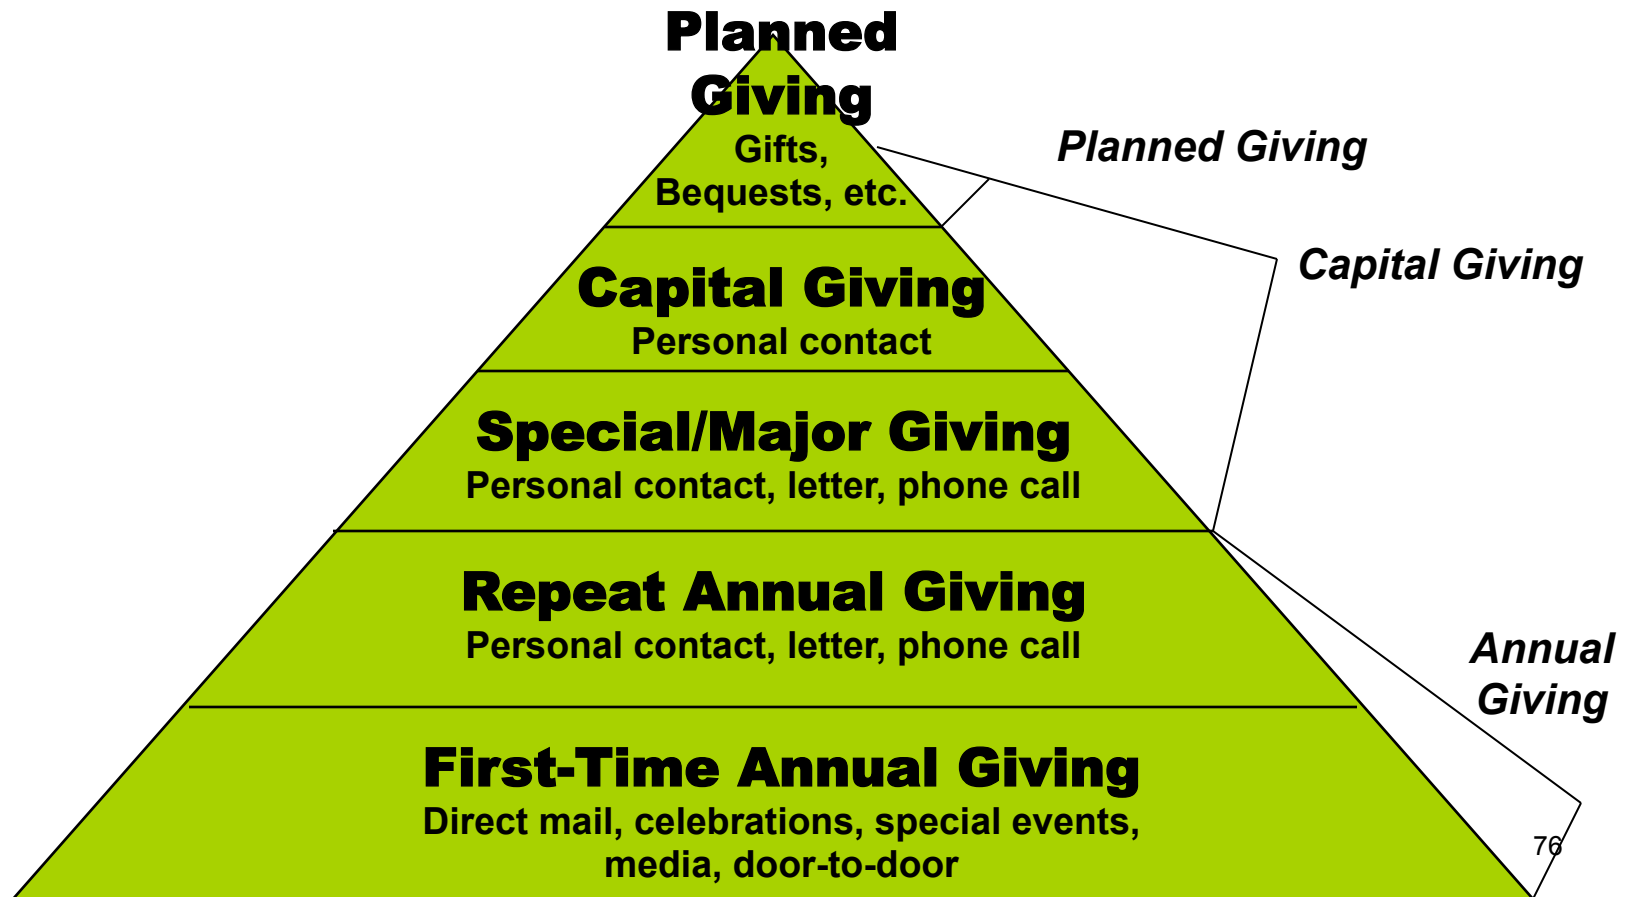 Planned
Giving
Gifts,
Bequests, etc.
Planned Giving
Capital Giving
Capital Giving
Personal contact
Special/Major Giving
Personal contact, letter, phone call
Repeat Annual Giving
Personal contact, letter, phone call
Annual
Giving
First-Time Annual Giving
Direct mail, celebrations, special events,
media, door-to-door
76